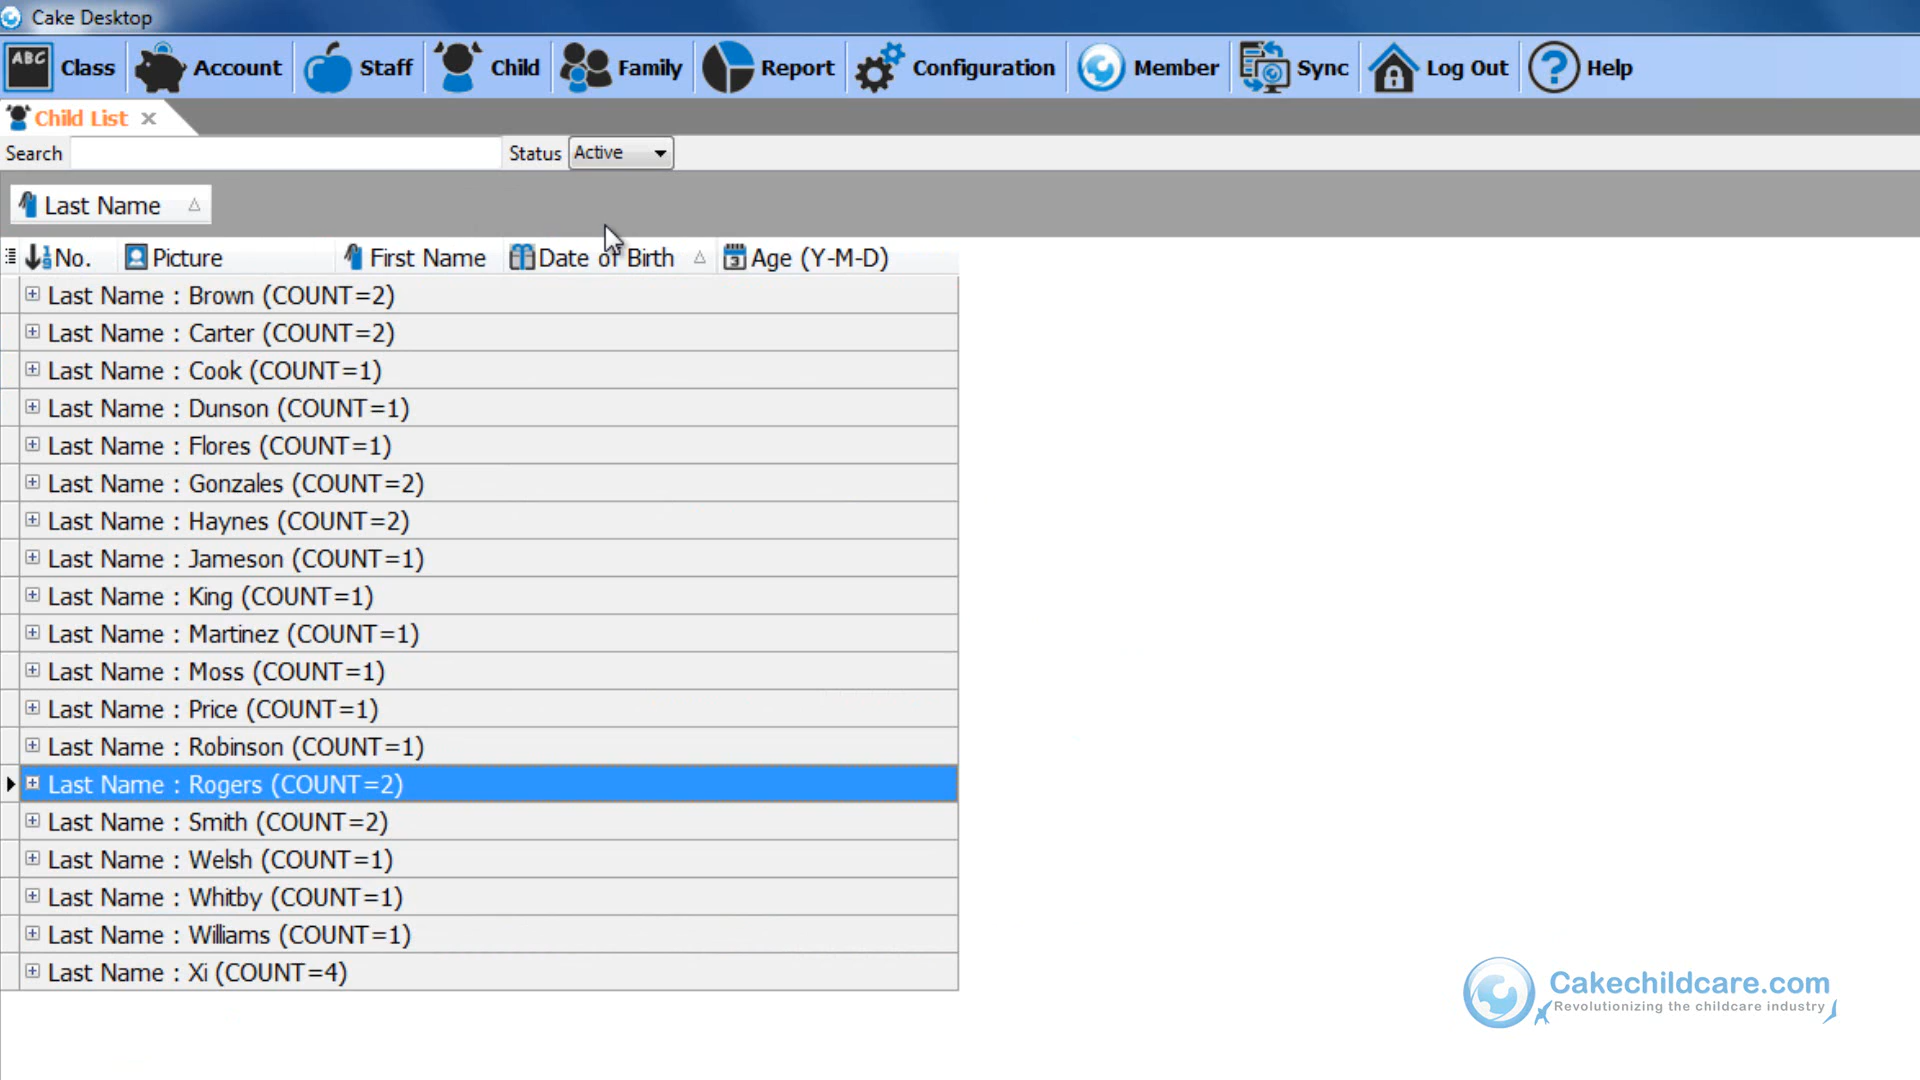 Cake Desktop
ABC Class Account Staff Child Family Report Configuration Member Sync Log Out ? Help
Child List
Search Status Active
Last Name
No. Picture First Name Date of Birth 3 Age (Y-M-D)
Last Name : Brown (COUNT=2)
Last Name : Carter (COUNT=2)
Last Name : Cook (COUNT=1)
Last Name : Dunson (COUNT=1)
Last Name : Flores (COUNT=1)
Last Name : Gonzales (COUNT=2)
Last Name : Haynes (COUNT=2)
Last Name : Jameson (COUNT=1)
Last Name : King (COUNT=1)
Last Name : Martinez (COUNT=1)
Last Name : Moss (COUNT=1)
Last Name : Price (COUNT=1)
Last Name : Robinson (COUNT=1)
Last Name : Rogers (COUNT=2)
Last Name : Smith (COUNT=2)
Last Name : Welsh (COUNT=1)
Last Name : Whitby (COUNT=1)
Last Name : Williams (COUNT=1)
Last Name : Xi (COUNT=4)
Cakechildcare.com
Revolutionizing the childcare industry